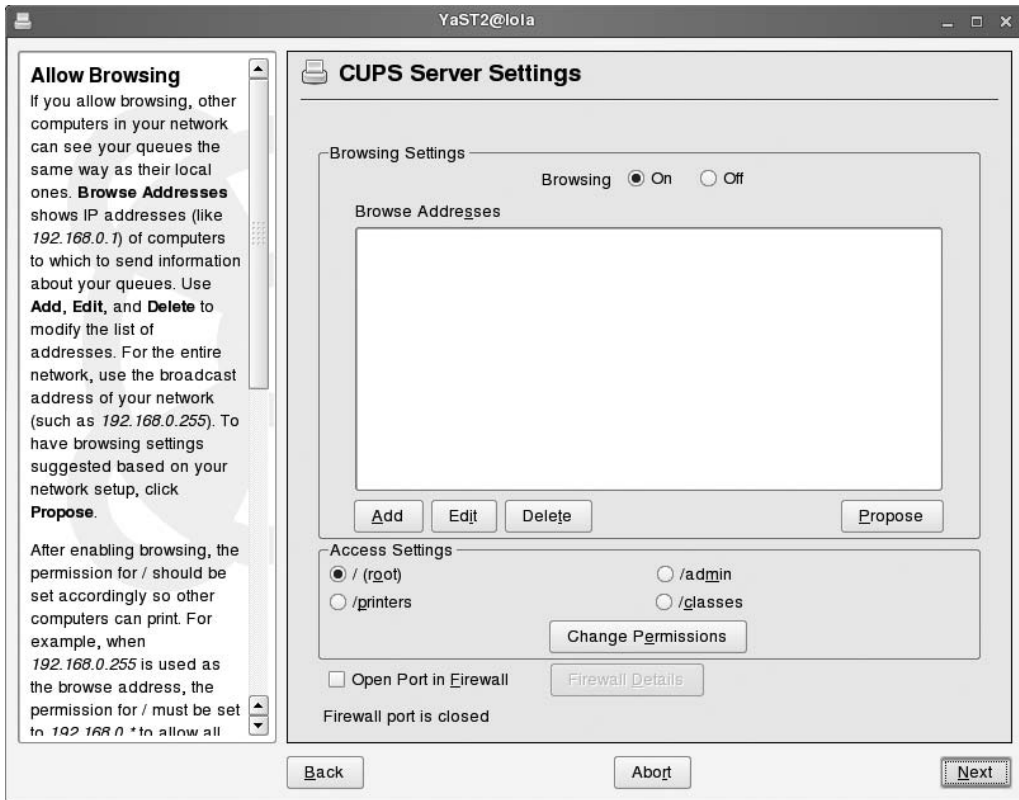 YaST2@lola
Allow Browsing
If you allow browsing, other
computers in your network
can see your queues the
same way as their local
ones. Browse Addresses
shows IP addresses (like
192.168.0.1) of computers
to which to send information
about your queues. Use
Add, Edit, and Delete to
modify the list of
addresses. For the entire
network, use the broadcast
address of your network
(such as 192.168.0.255). To
have browsing settings
suggested based on your
network setup, click
Propose.
After enabling browsing, the
permission for / should be
set accordingly so other
computers can print. For
example, when
192.168.0.255 is used as
the browse address, the
permission for / must be set
to 192.168.0.* to allow all
CUPS Server Settings
Browsing Settings
Browsing On Off
Browse Addresses
Add Edit Delete Propose
Access Settings
/ (root) /admin
/printers /classes
Change Permissions
Open Port in Firewall Firewall Details
Firewall port is closed
Back Abort Next